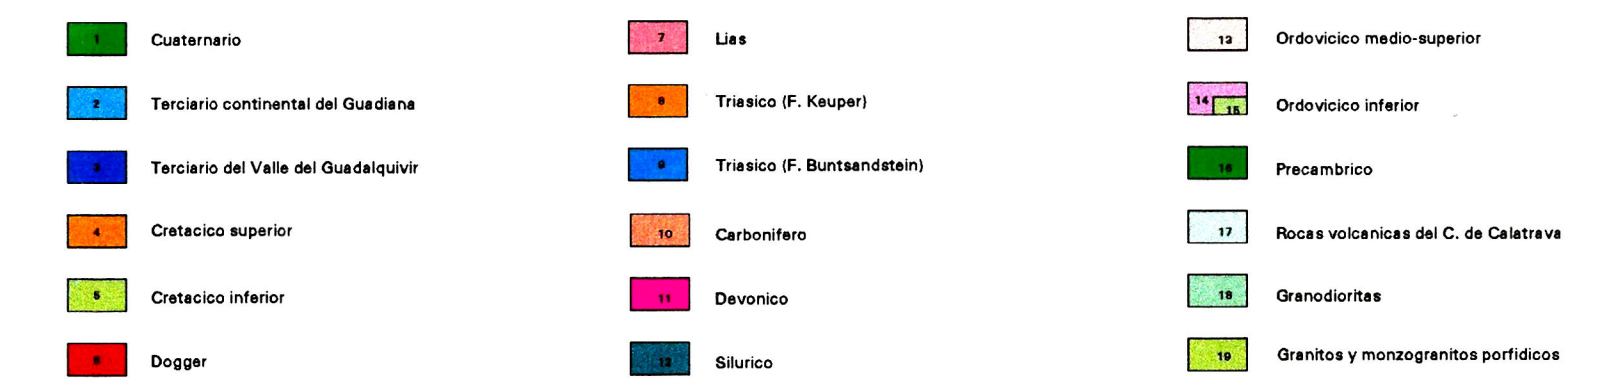 1 Cuaternario
2 Terciario continental del Guadiana
3 Terciario del Valle del Guadalquivir
4 Cretacico superior
5 Cretacico inferior
6 Dogger
7 Lias
8 Triasico (F. Keuper)
9 Triasico (F. Buntsandstein)
10 Carbonifero
11 Devonico
12 Silurico
13 Ordovicico medio-superior
14 15 Ordovicico inferior
16 Precambrico
17 Rocas volcanicas del C. de Calatrava
18 Granodioritas
19 Granitos y monzogranitos porfidicos